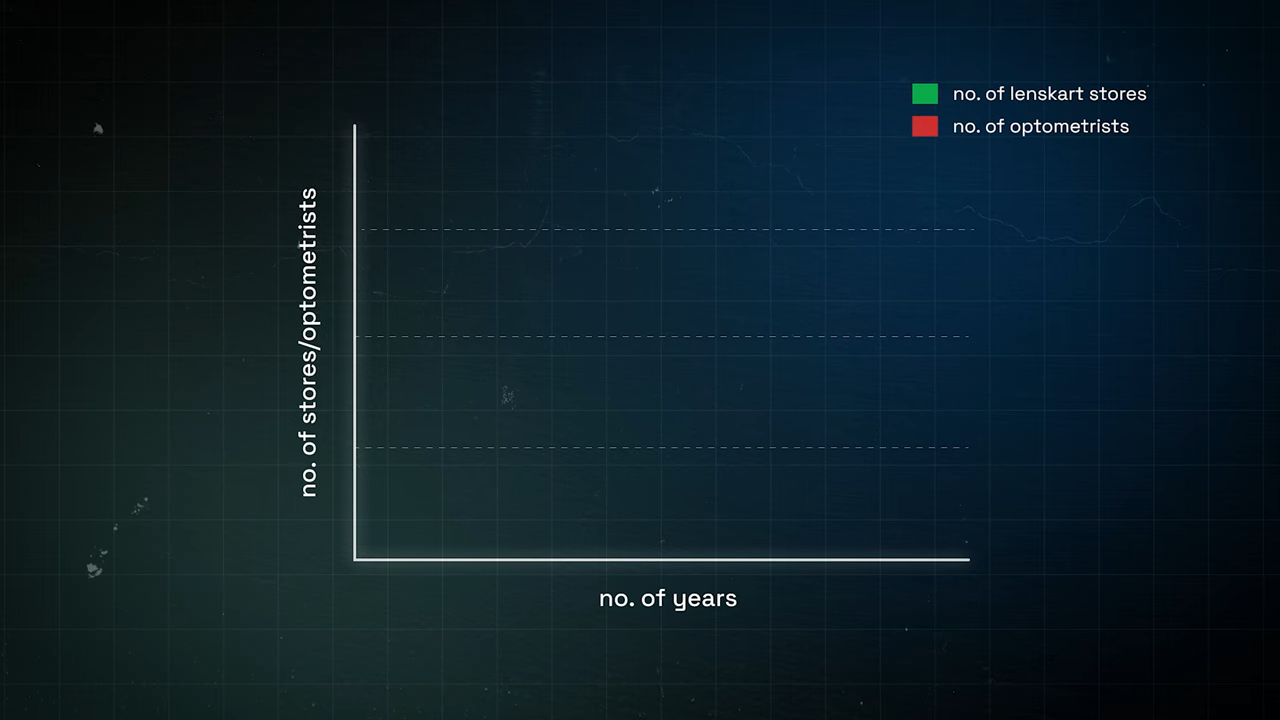 no. of lenskart stores
no. of optometrists
no. of stores/optometrists
no. of years